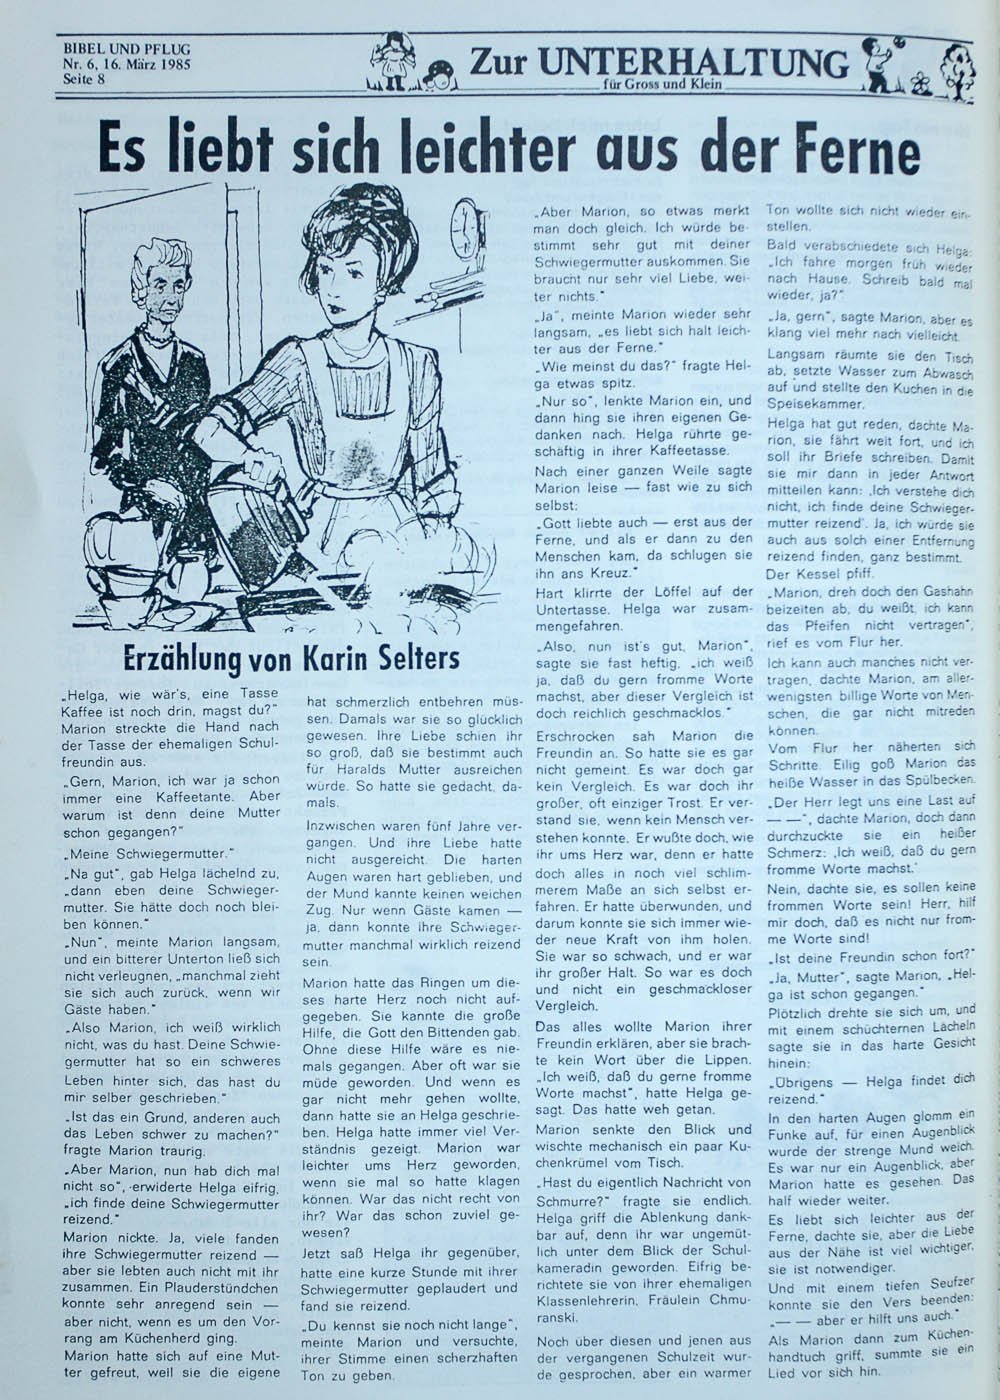 BIBEL UND PFLUG
Nr. 6, 16. März 1985
Seite 8
Zur UNTERHALTUNG
für Gross und Klein
Es liebt sich leichter aus der Ferne
Erzählung von Karin Selters
„Helga, wie wär's, eine Tasse
Kaffee ist noch drin, magst du?"
Marion streckte die Hand nach
der Tasse der ehemaligen Schul-
freundin aus.
„Gern, Marion, ich war ja schon
immer eine Kaffeetante. Aber
warum ist denn deine Mutter
schon gegangen?"
„Meine Schwiegermutter."
„Na gut", gab Helga lächelnd zu,
„dann eben deine Schwieger-
mutter. Sie hätte doch noch blei-
ben können."
„Nun", meinte Marion langsam,
und ein bitterer Unterton ließ sich
nicht verleugnen, „manchmal zieht
sie sich auch zurück, wenn wir
Gäste haben."
„Also Marion, ich weiß wirklich
nicht, was du hast. Deine Schwie-
germutter hat so ein schweres
Leben hinter sich, das hast du
mir selber geschrieben."
„Ist das ein Grund, anderen auch
das Leben schwer zu machen?"
fragte Marion traurig.
„Aber Marion, nun hab dich mal
nicht so", erwiderte Helga eifrig,
„ich finde deine Schwiegermutter
reizend."
Marion nickte. Ja, viele fanden
ihre Schwiegermutter reizend —
aber sie lebten auch nicht mit ihr
zusammen. Ein Plauderstündchen
konnte sehr anregend sein —
aber nicht, wenn es um den Vor-
rang am Küchenherd ging.
Marion hatte sich auf eine Mut-
ter gefreut, weil sie die eigene
hat schmerzlich entbehren müs-
sen. Damals war sie so glücklich
gewesen. Ihre Liebe schien ihr
so groß, daß sie bestimmt auch
für Haralds Mutter ausreichen
würde. So hatte sie gedacht, da-
mals.
Inzwischen waren fünf Jahre ver-
gangen. Und ihre Liebe hatte
nicht ausgereicht. Die harten
Augen waren hart geblieben, und
der Mund kannte keinen weichen
Zug. Nur wenn Gäste kamen —
ja, dann konnte ihre Schwieger-
mutter manchmal wirklich reizend
sein.
Marion hatte das Ringen um die-
ses harte Herz noch nicht auf-
gegeben. Sie kannte die große
Hilfe, die Gott den Bittenden gab.
Ohne diese Hilfe wäre es nie-
mals gegangen. Aber oft war sie
müde geworden. Und wenn es
gar nicht mehr gehen wollte,
dann hatte sie an Helga geschrie-
ben. Helga hatte immer viel Ver-
ständnis gezeigt. Marion war
leichter ums Herz geworden,
wenn sie mal so hatte klagen
können. War das nicht recht von
ihr? War das schon zuviel ge-
wesen?
Jetzt saß Helga ihr gegenüber,
hatte eine kurze Stunde mit ihrer
Schwiegermutter geplaudert und
fand sie reizend.
„Du kennst sie noch nicht lange",
meinte Marion und versuchte,
ihrer Stimme einen scherzhaften
Ton zu geben.
„Aber Marion, so etwas merkt
man doch gleich. Ich würde be-
stimmt sehr gut mit deiner
Schwiegermutter auskommen. Sie
braucht nur sehr viel Liebe, wei-
ter nichts."
„Ja", meinte Marion wieder sehr
langsam, „es liebt sich halt leich-
ter aus der Ferne."
„Wie meinst du das?" fragte Hel-
ga etwas spitz.
„Nur so", lenkte Marion ein, und
dann hing sie ihren eigenen Ge-
danken nach. Helga rührte ge-
schäftig in ihrer Kaffeetasse.
Nach einer ganzen Weile sagte
Marion leise — fast wie zu sich
selbst:
„Gott liebte auch — erst aus der
Ferne, und als er dann zu den
Menschen kam, da schlugen sie
ihn ans Kreuz."
Hart klirrte der Löffel auf der
Untertasse. Helga war zusam-
mengefahren.
„Also, nun ist's gut, Marion",
sagte sie fast heftig, „ich weiß
ja, daß du gern fromme Worte
machst, aber dieser Vergleich ist
doch reichlich geschmacklos."
Erschrocken sah Marion die
Freundin an. So hatte sie es gar
nicht gemeint. Es war doch gar
kein Vergleich. Es war doch ihr
großer, oft einziger Trost. Er ver-
stand sie, wenn kein Mensch ver-
stehen konnte. Er wußte doch, wie
ihr ums Herz war, denn er hatte
doch alles in noch viel schlim-
merem Maße an sich selbst er-
fahren. Er hatte überwunden, und
darum konnte sie sich immer wie-
der neue Kraft von ihm holen.
Sie war so schwach, und er war
ihr großer Halt. So war es doch
und nicht ein geschmackloser
Vergleich.
Das alles wollte Marion ihrer
Freundin erklären, aber sie brach-
te kein Wort über die Lippen.
„Ich weiß, daß du gerne fromme
Worte machst", hatte Helga ge-
sagt. Das hatte weh getan.
Marion senkte den Blick und
wischte mechanisch ein paar Ku-
chenkrümel vom Tisch.
„Hast du eigentlich Nachricht von
Schmurre?" fragte sie endlich.
Helga griff die Ablenkung dank-
bar auf, denn ihr war ungemüt-
lich unter dem Blick der Schul-
kameradin geworden. Eifrig be-
richtete sie von ihrer ehemaligen
Klassenlehrerin, Fräulein Chmu-
ranski.
Noch über diesen und jenen aus
der vergangenen Schulzeit wur-
de gesprochen, aber ein warmer
Ton wollte sich nicht wieder ein-
stellen.
Bald verabschiedete sich Helga:
„Ich fahre morgen früh wieder
nach Hause. Schreib bald mal
wieder, ja?"
„Ja, gern", sagte Marion, aber es
klang viel mehr nach vielleicht.
Langsam räumte sie den Tisch
ab, setzte Wasser zum Abwasch
auf und stellte den Kuchen in die
Speisekammer.
Helga hat gut reden, dachte Ma-
rion, sie fährt weit fort, und ich
soll ihr Briefe schreiben. Damit
sie mir dann in jeder Antwort
mitteilen kann: ‚Ich verstehe dich
nicht, ich finde deine Schwieger-
mutter reizend'. Ja, ich würde sie
auch aus solch einer Entfernung
reizend finden, ganz bestimmt.
Der Kessel pfiff.
„Marion, dreh doch den Gashahn
beizeiten ab, du weißt, ich kann
das Pfeifen nicht vertragen",
rief es vom Flur her.
Ich kann auch manches nicht ver-
tragen, dachte Marion, am aller-
wenigsten billige Worte von Men-
schen, die gar nicht mitreden
können.
Vom Flur her näherten sich
Schritte. Eilig goß Marion das
heiße Wasser in das Spülbecken.
„Der Herr legt uns eine Last auf
— —", dachte Marion, doch dann
durchzuckte sie ein heißer
Schmerz: ‚Ich weiß, daß du gern
fromme Worte machst.'
Nein, dachte sie, es sollen keine
frommen Worte sein! Herr, hilf
mir doch, daß es nicht nur from-
me Worte sind!
„Ist deine Freundin schon fort?"
„Ja, Mutter", sagte Marion, „Hel-
ga ist schon gegangen."
Plötzlich drehte sie sich um, und
mit einem schüchternen Lächeln
sagte sie in das harte Gesicht
hinein:
„Übrigens — Helga findet dich
reizend."
In den harten Augen glomm ein
Funke auf, für einen Augenblick
wurde der strenge Mund weich.
Es war nur ein Augenblick, aber
Marion hatte es gesehen. Das
half wieder weiter.
Es liebt sich leichter aus der
Ferne, dachte sie, aber die Liebe
aus der Nähe ist viel wichtiger,
sie ist notwendiger.
Und mit einem tiefen Seufzer
konnte sie den Vers beenden:
„— — aber er hilft uns auch."
Als Marion dann zum Küchen-
handtuch griff, summte sie ein
Lied vor sich hin.